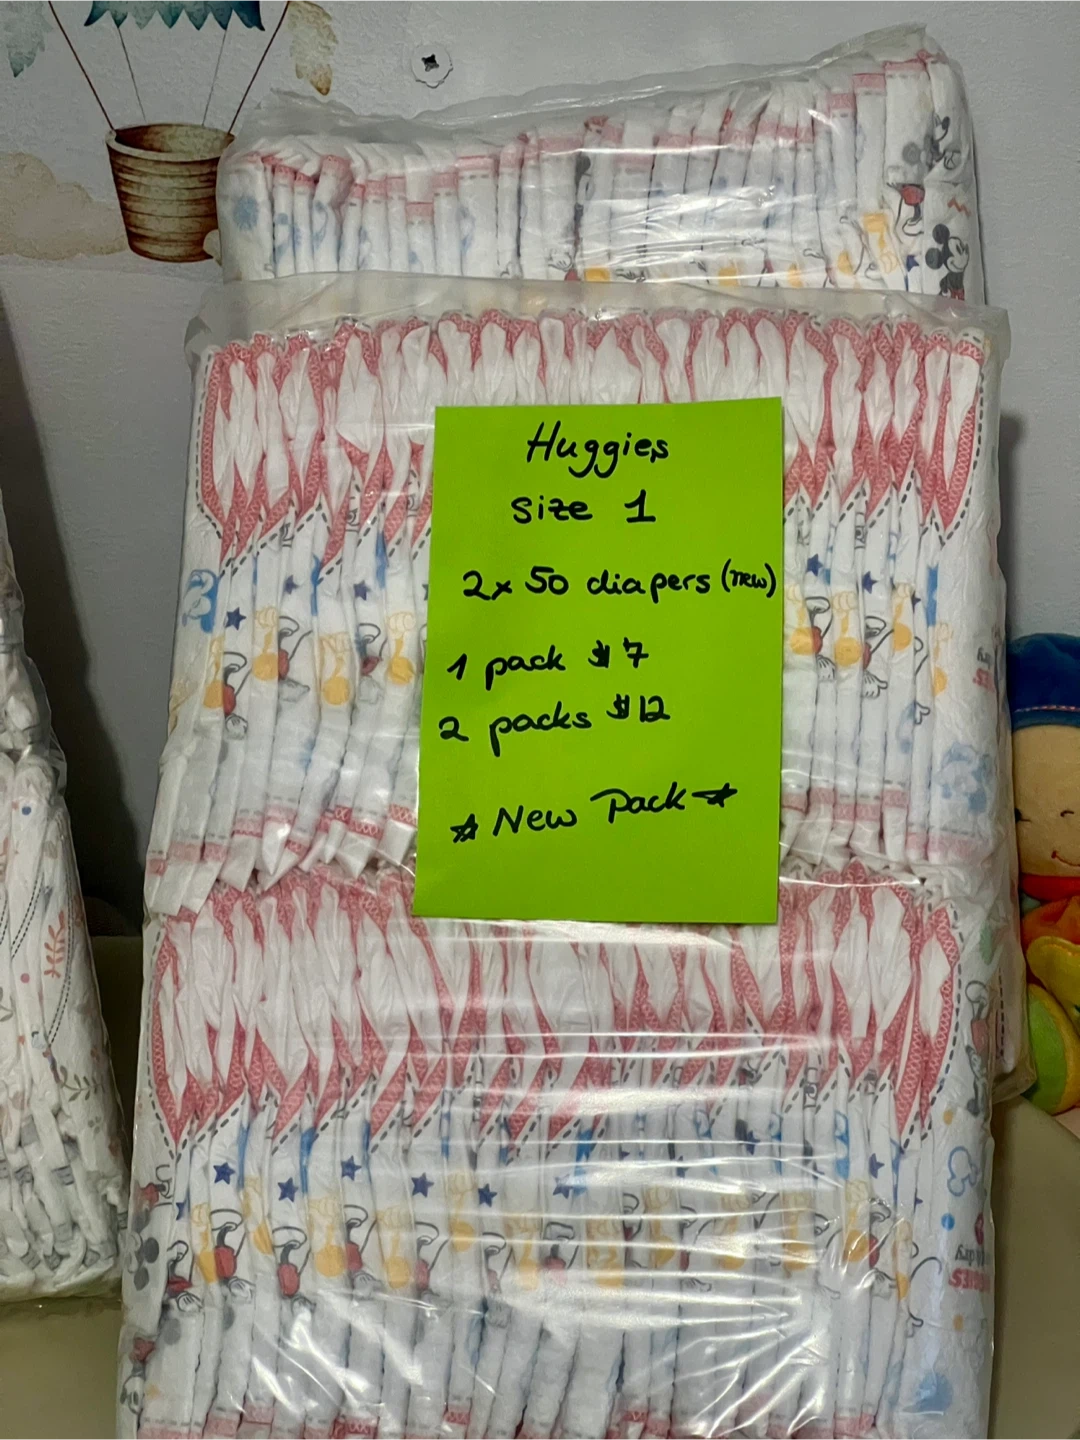 Huggies
size 1
2x 50 diapers (new)
1 pack $7
2 packs $12
☆ New Pack ☆